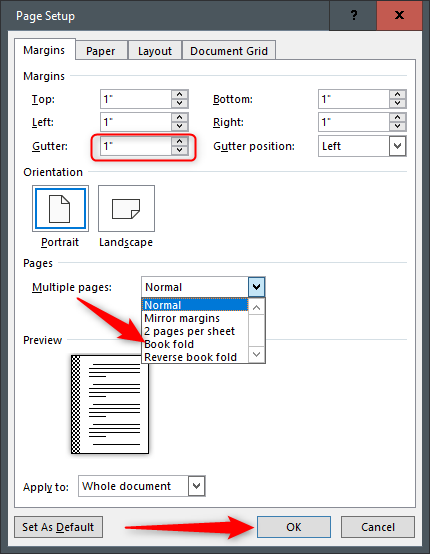 Page Setup ? X
Margins Paper Layout Document Grid
Margins
Top: 1" Bottom: 1"
Left: 1" Right: 1"
Gutter: 1" Gutter position: Left
Orientation
Portrait Landscape
Pages
Multiple pages: Normal
Normal
Mirror margins
2 pages per sheet
Book fold
Reverse book fold
Preview
Apply to: Whole document
Set As Default OK Cancel